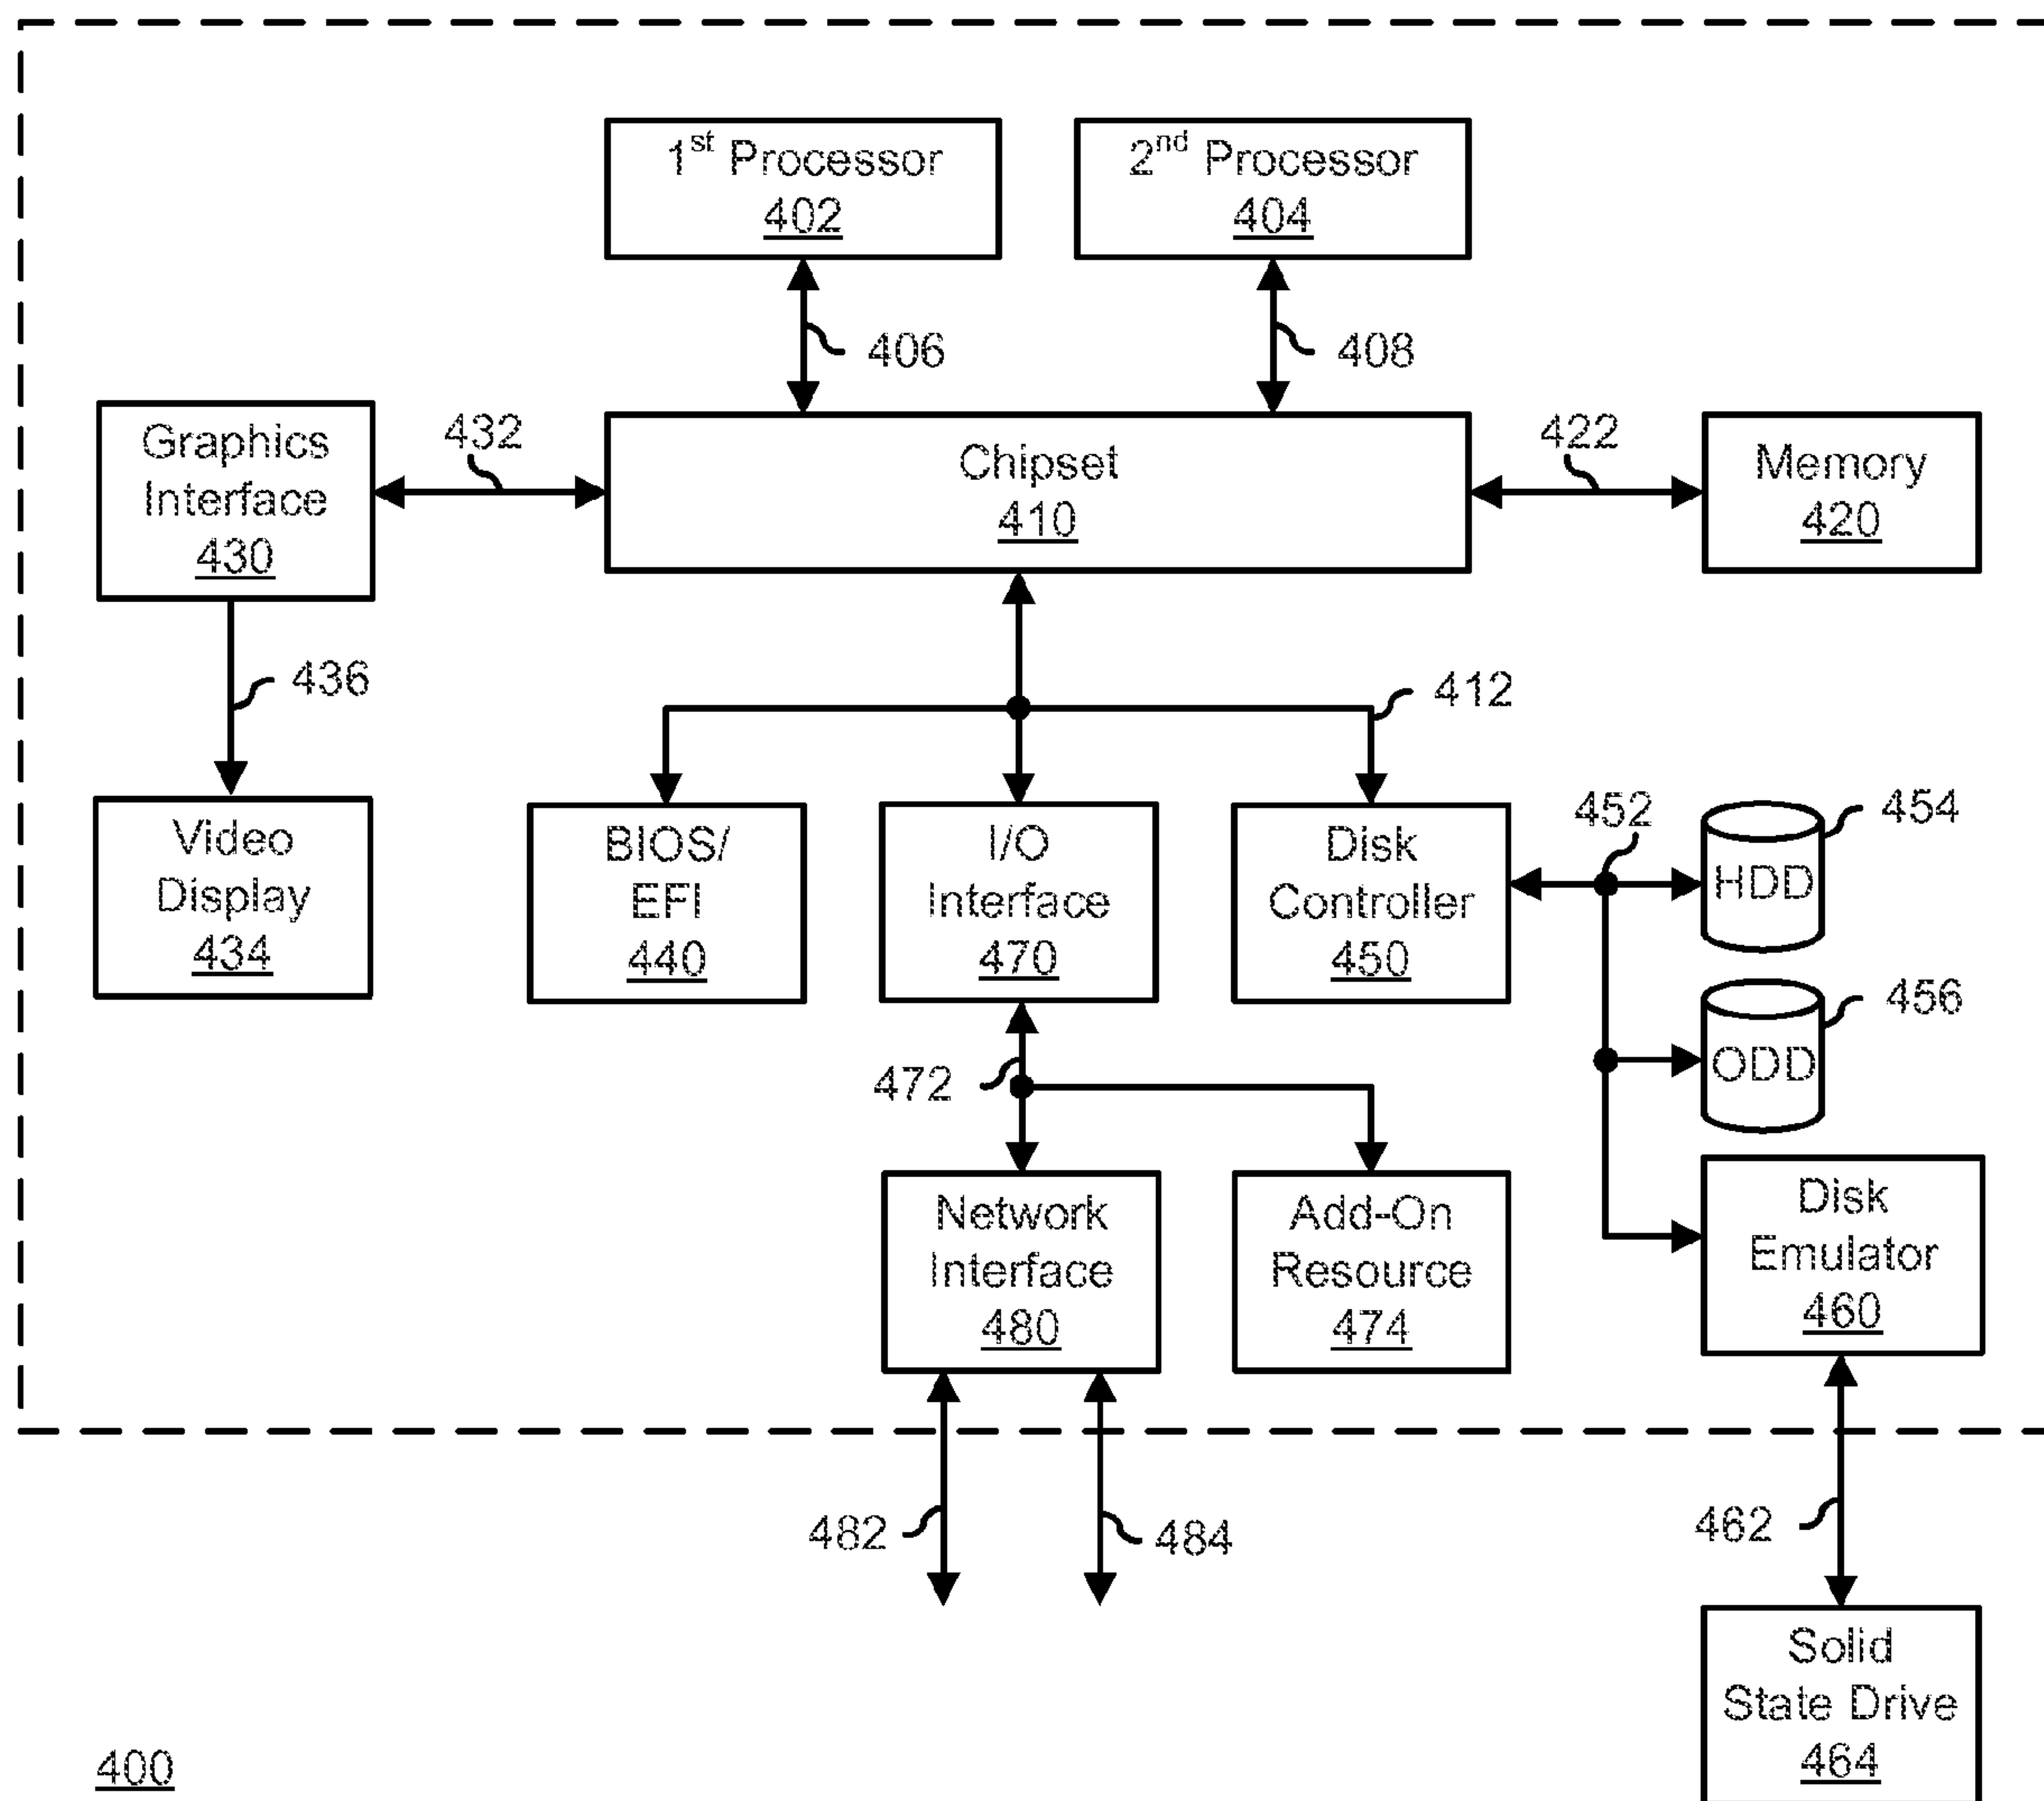 1st Processor
402
2nd Processor
404
406
408
Graphics
Interface
430
432
Chipset
410
422
Memory
420
436
412
Video
Display
434
BIOS/
EFI
440
I/O
Interface
470
Disk
Controller
450
452
454
HDD
456
ODD
472
Network
Interface
480
Add-On
Resource
474
Disk
Emulator
460
482
484
462
Solid
State Drive
464
400